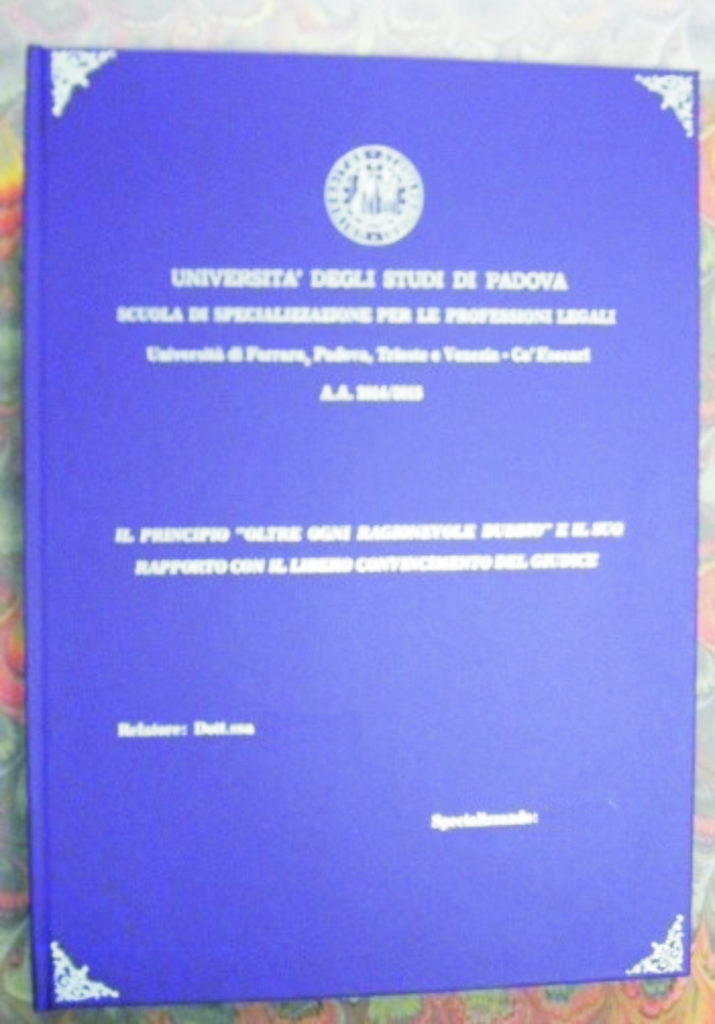 UNIVERSITA' DEGLI STUDI DI PADOVA
SCUOLA DI SPECIALIZZAZIONE PER LE PROFESSIONI LEGALI
Università di Ferrara, Padova, Trieste e Venezia - Ca' Foscari
A.A. 2014/2015
IL PRINCIPIO "OLTRE OGNI RAGIONEVOLE DUBBIO" E IL SUO
RAPPORTO CON IL LIBERO CONVINCIMENTO DEL GIUDICE
Relatore: Dott.ssa
Specializzando: